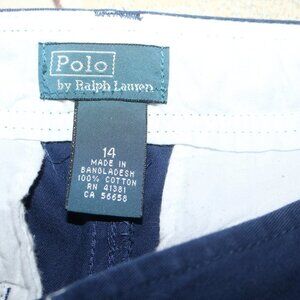 Polo
by Ralph Lauren
14
MADE IN
BANGLADESH
100% COTTON
RN 41381
CA 56658